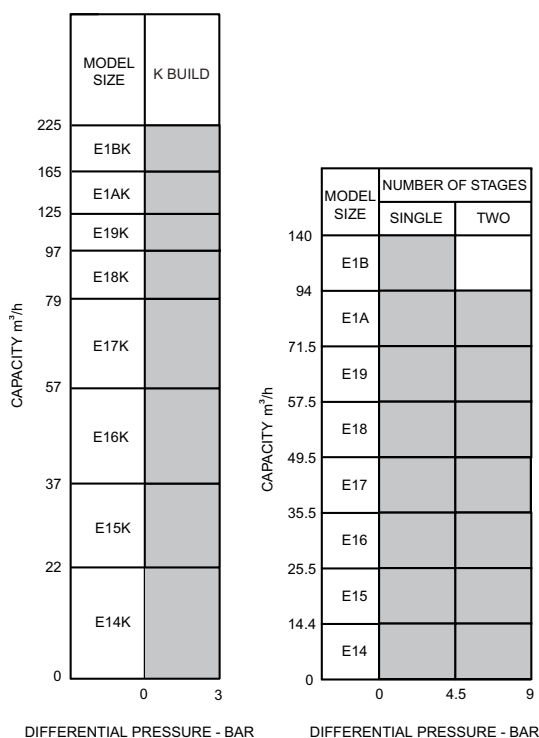 MODEL
SIZE
K BUILD
225
E1BK
165
E1AK
125
E19K
97
E18K
79
E17K
57
E16K
37
E15K
22
E14K
0
0 3
CAPACITY m³/h
DIFFERENTIAL PRESSURE - BAR
MODEL
SIZE
NUMBER OF STAGES
SINGLE TWO
140
E1B
94
E1A
71.5
E19
57.5
E18
49.5
E17
35.5
E16
25.5
E15
14.4
E14
0
0 4.5 9
CAPACITY m³/h
DIFFERENTIAL PRESSURE - BAR